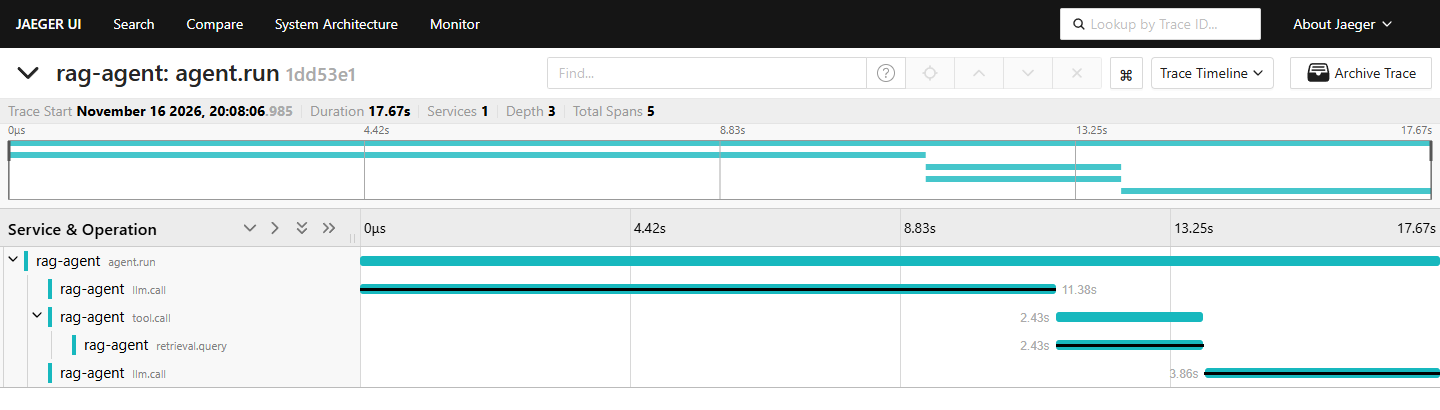 JAEGER UI Search Compare System Architecture Monitor Lookup by Trace ID... About Jaeger
rag-agent: agent.run 1dd53e1 Find... ? ⌘ Trace Timeline Archive Trace
Trace Start November 16 2026, 20:08:06.985 Duration 17.67s Services 1 Depth 3 Total Spans 5
0μs 4.42s 8.83s 13.25s 17.67s
Service & Operation 0μs 4.42s 8.83s 13.25s 17.67s
rag-agent agent.run
rag-agent llm.call 11.38s
rag-agent tool.call 2.43s
rag-agent retrieval.query 2.43s
rag-agent llm.call 3.86s